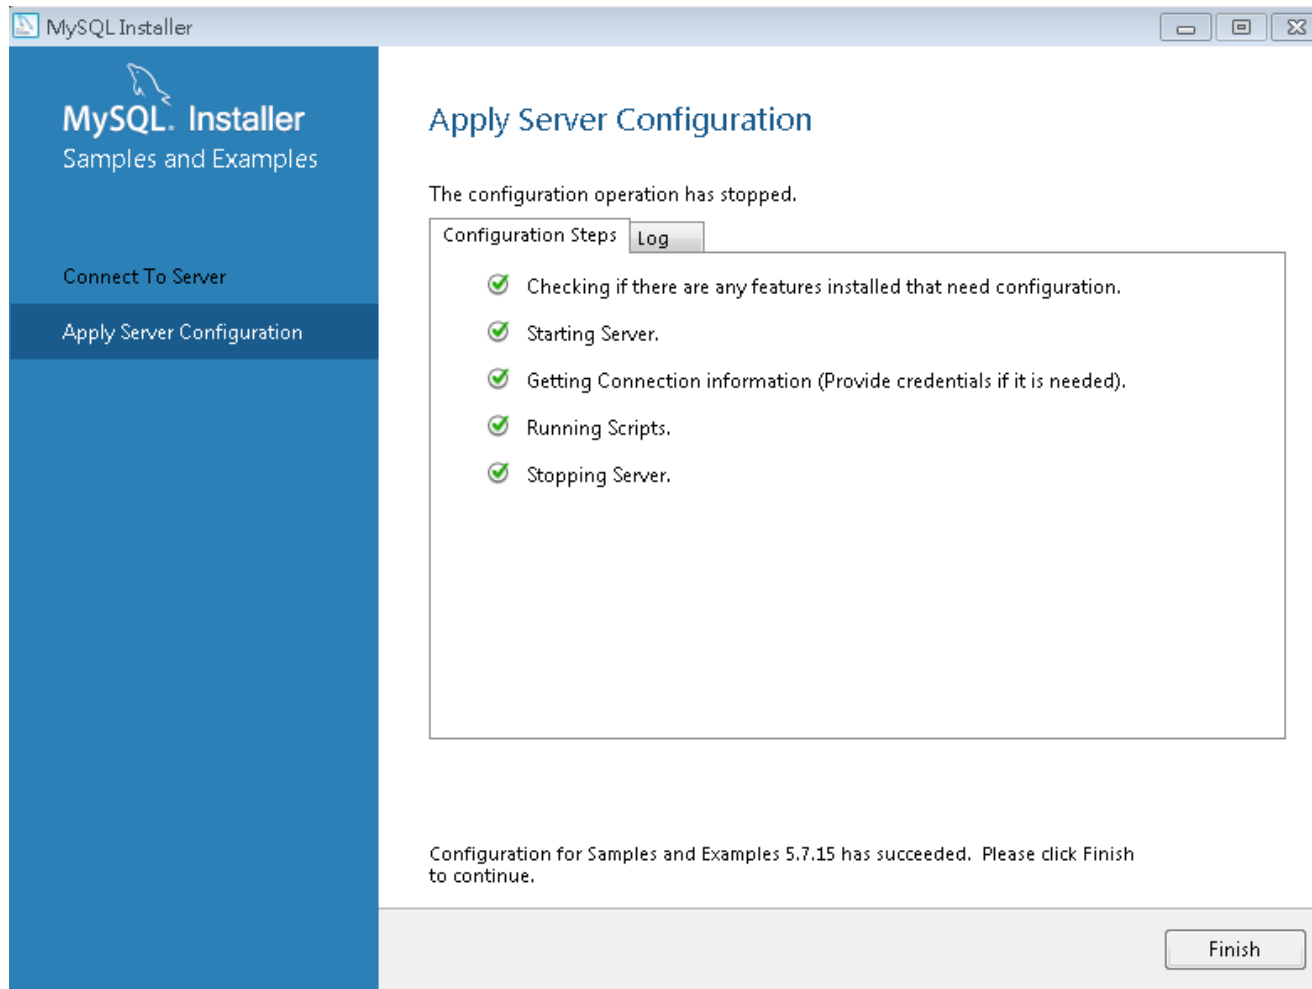 MySQL Installer
MySQL. Installer
Samples and Examples
Connect To Server
Apply Server Configuration
Apply Server Configuration
The configuration operation has stopped.
Configuration Steps
Log
Checking if there are any features installed that need configuration.
Starting Server.
Getting Connection information (Provide credentials if it is needed).
Running Scripts.
Stopping Server.
Configuration for Samples and Examples 5.7.15 has succeeded. Please click Finish
to continue.
Finish